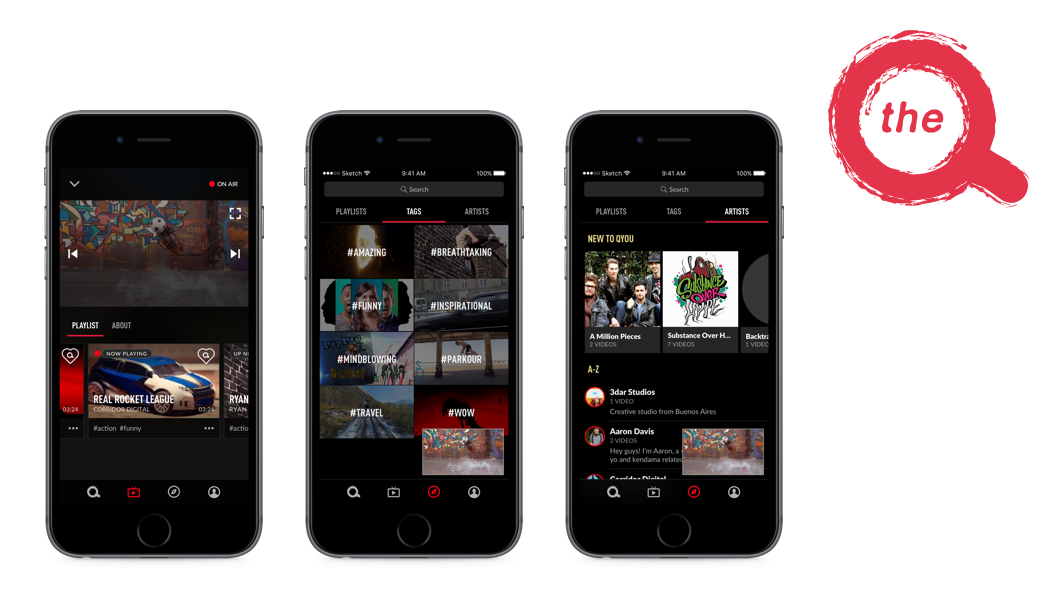 the
ON AIR
PLAYLIST ABOUT
NOW PLAYING
UP N
03:24
REAL ROCKET LEAGUE
CORRIDOR DIGITAL 03:24
RYAN
RYAN
#action #funny
#actio
Sketch 9:41 AM 100%
Search
PLAYLISTS TAGS ARTISTS
#AMAZING #BREATHTAKING
#FUNNY #INSPIRATIONAL
#MINDBLOWING #PARKOUR
#TRAVEL #WOW
Sketch 9:41 AM 100%
Search
PLAYLISTS TAGS ARTISTS
NEW TO QYOU
SUBSTANCE
OVER
HYPE
A Million Pieces
2 VIDEOS
Substance Over H...
7 VIDEOS
Backtra
1 VIDEO
A-Z
3dar Studios
1 VIDEO
Creative studio from Buenos Aires
Aaron Davis
2 VIDEOS
Hey guys! I'm Aaron, a s
yo and kendama related
Corridor Digital